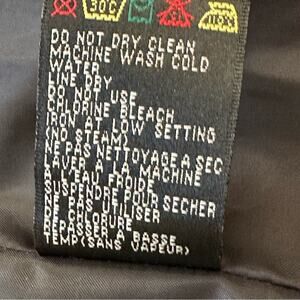 30C 110C
DO NOT DRY CLEAN
MACHINE WASH COLD
WATER
LINE DRY
DO NOT USE
CHLORINE BLEACH
IRON AT LOW SETTING
(NO STEAM)
NE PAS NETTOYAGE A SEC
LAVER A LA MACHINE
A L'EAU FROIDE
SUSPENDRE POUR SECHER
NE PAS UTILISER
DE CHLORURE
REPASSER A BASSE
TEMP(SANS VAPEUR)